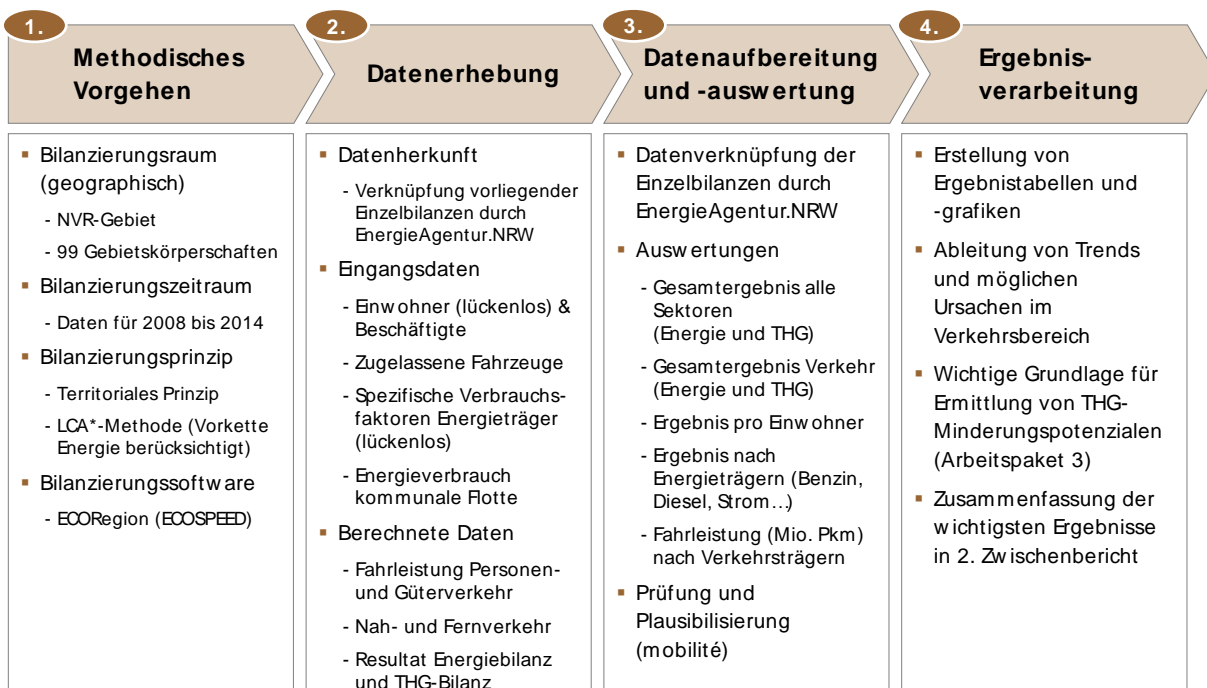 1.
Methodisches
Vorgehen
▪ Bilanzierungsraum
(geographisch)
- NVR-Gebiet
- 99 Gebietskörperschaften
▪ Bilanzierungszeitraum
- Daten für 2008 bis 2014
▪ Bilanzierungsprinzip
- Territoriales Prinzip
- LCA*-Methode (Vorkette
Energie berücksichtigt)
▪ Bilanzierungssoftware
- ECORegion (ECOSPEED)
2.
Datenerhebung
▪ Datenherkunft
- Verknüpfung vorliegender
Einzelbilanzen durch
EnergieAgentur.NRW
▪ Eingangsdaten
- Einwohner (lückenlos) &
Beschäftigte
- Zugelassene Fahrzeuge
- Spezifische Verbrauchs-
faktoren Energieträger
(lückenlos)
- Energieverbrauch
kommunale Flotte
▪ Berechnete Daten
- Fahrleistung Personen-
und Güterverkehr
- Nah- und Fernverkehr
- Resultat Energiebilanz
und THG-Bilanz
3.
Datenaufbereitung
und -auswertung
▪ Datenverknüpfung der
Einzelbilanzen durch
EnergieAgentur.NRW
▪ Auswertungen
- Gesamtergebnis alle
Sektoren
(Energie und THG)
- Gesamtergebnis Verkehr
(Energie und THG)
- Ergebnis pro Einwohner
- Ergebnis nach
Energieträgern (Benzin,
Diesel, Strom…)
- Fahrleistung (Mio. Pkm)
nach Verkehrsträgern
▪ Prüfung und
Plausibilisierung
(mobilité)
4.
Ergebnis-
verarbeitung
▪ Erstellung von
Ergebnistabellen und
-grafiken
▪ Ableitung von Trends
und möglichen
Ursachen im
Verkehrsbereich
▪ Wichtige Grundlage für
Ermittlung von THG-
Minderungspotenzialen
(Arbeitspaket 3)
▪ Zusammenfassung der
wichtigsten Ergebnisse
in 2. Zwischenbericht